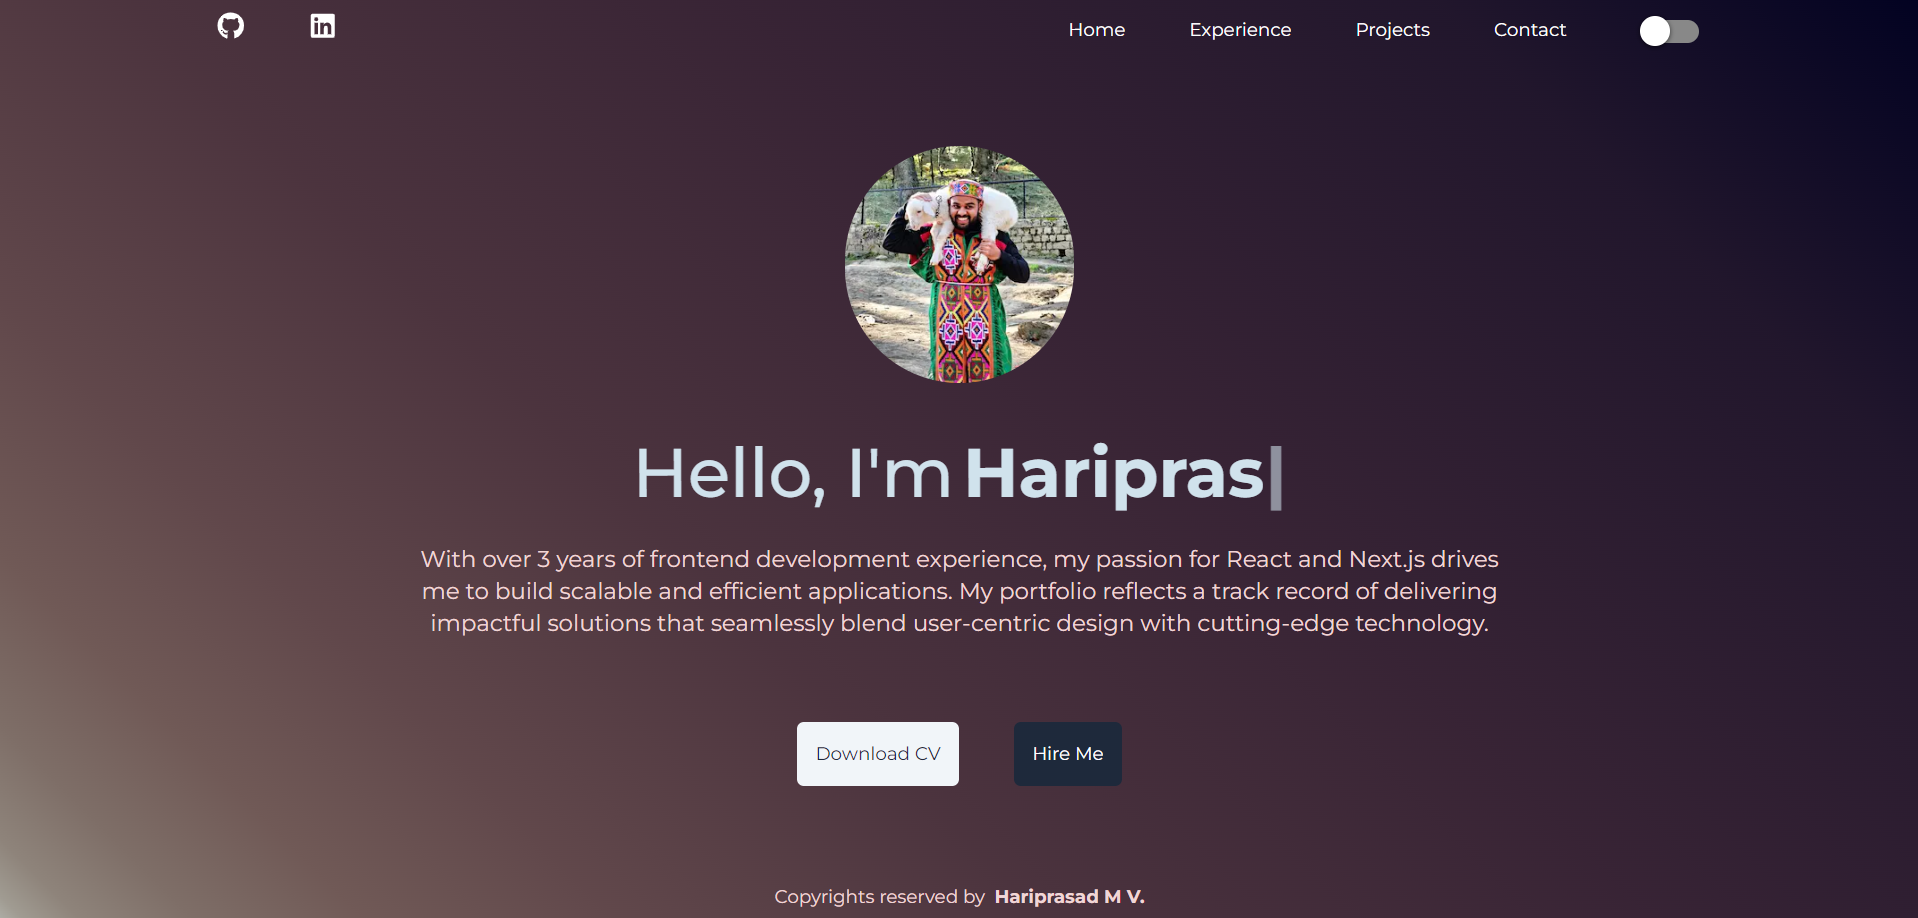 Home Experience Projects Contact
Hello, I'm Haripras
With over 3 years of frontend development experience, my passion for React and Next.js drives
me to build scalable and efficient applications. My portfolio reflects a track record of delivering
impactful solutions that seamlessly blend user-centric design with cutting-edge technology.
Download CV Hire Me
Copyrights reserved by Hariprasad M V.